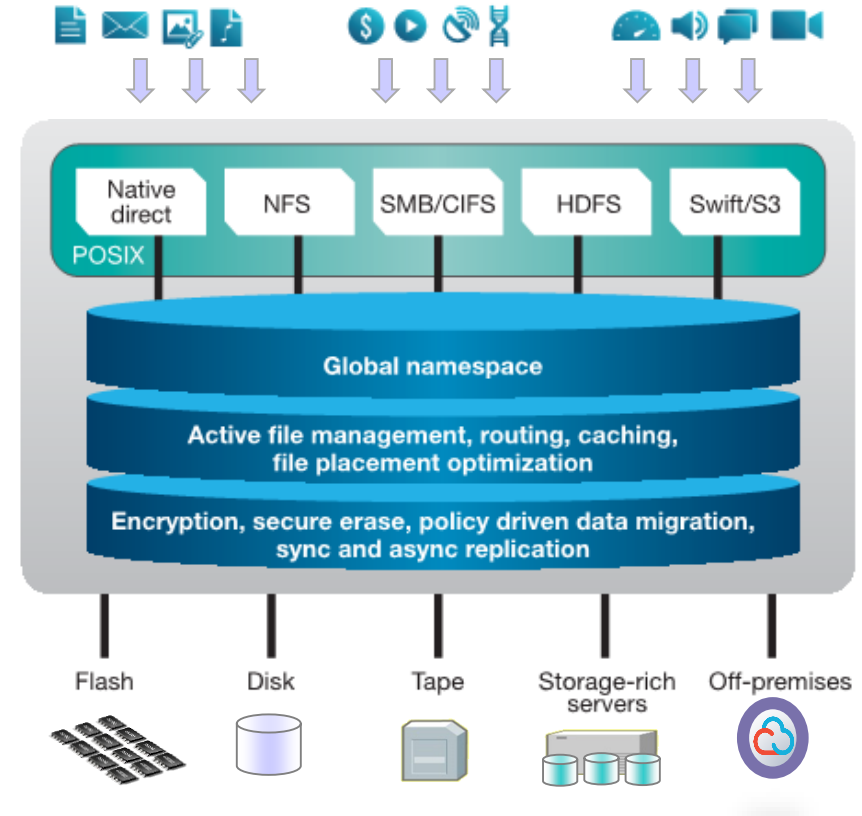 Native
direct
NFS
SMB/CIFS
HDFS
Swift/S3
POSIX
Global namespace
Active file management, routing, caching,
file placement optimization
Encryption, secure erase, policy driven data migration,
sync and async replication
Flash
Disk
Tape
Storage-rich
servers
Off-premises